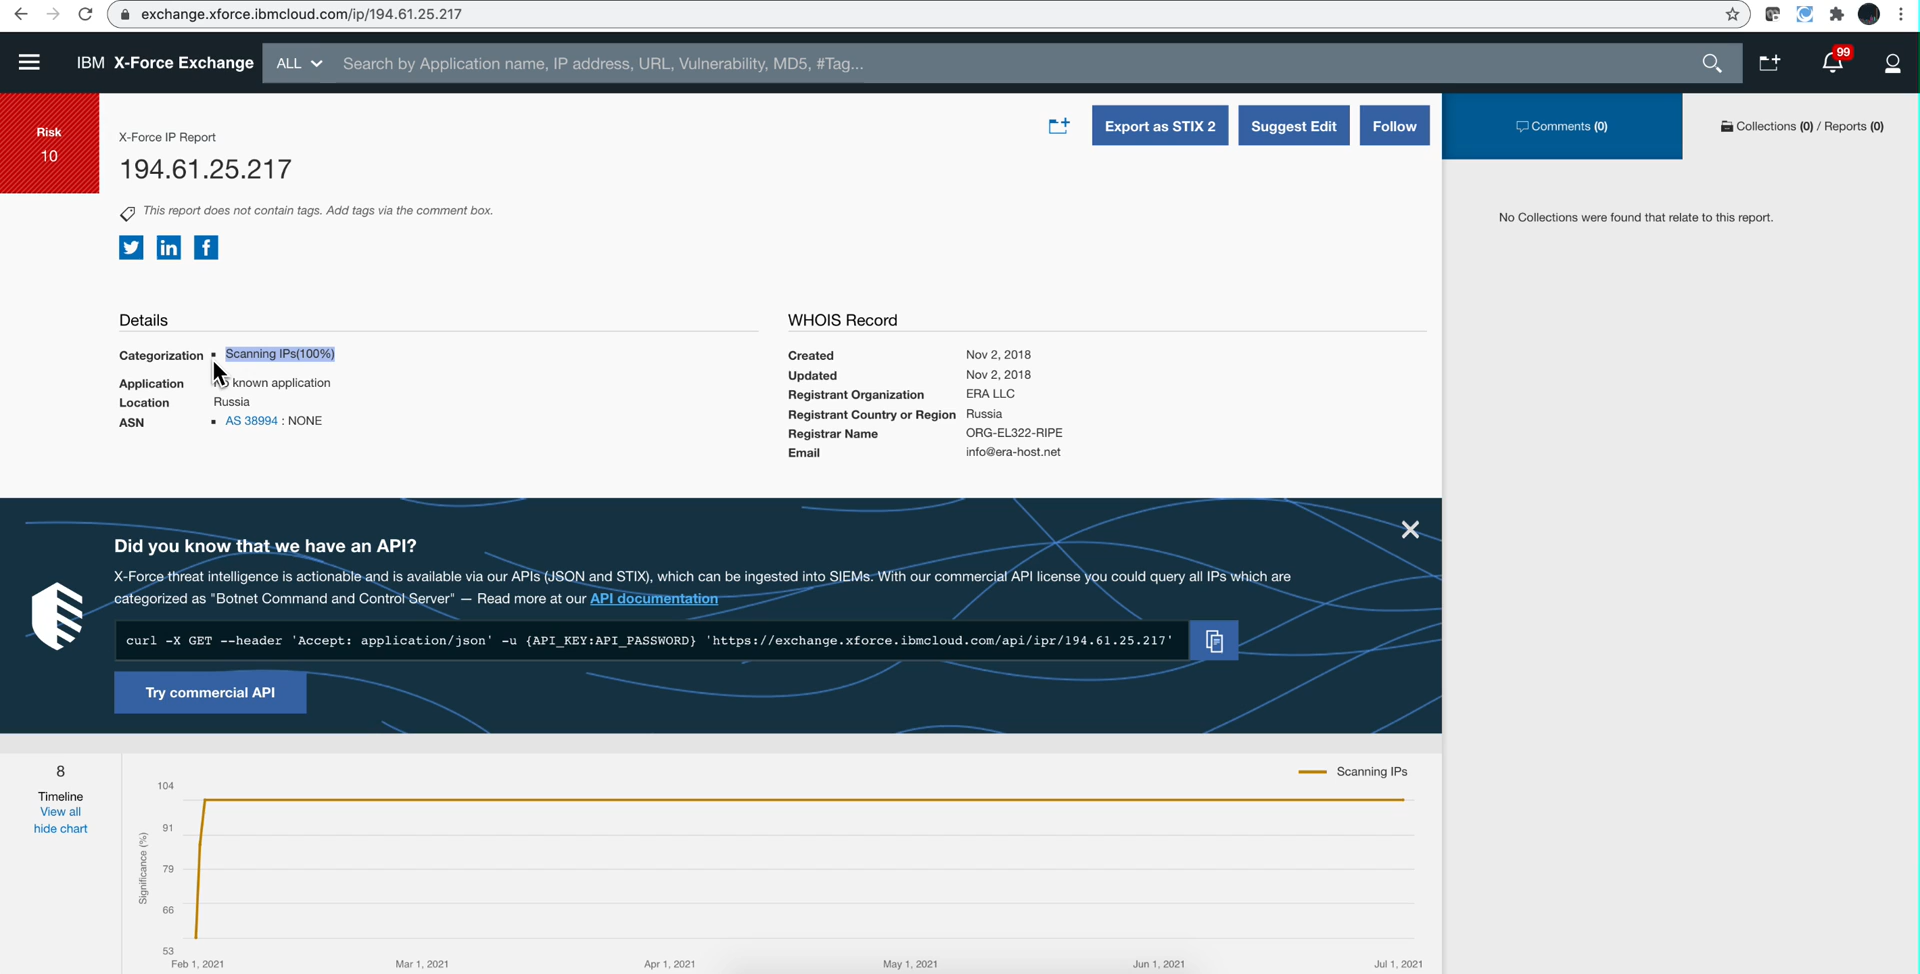 exchange.xforce.ibmcloud.com/ip/194.61.25.217
IBM X-Force Exchange
ALL
Search by Application name, IP address, URL, Vulnerability, MD5, #Tag...
99
Risk
10
X-Force IP Report
194.61.25.217
This report does not contain tags. Add tags via the comment box.
Export as STIX 2
Suggest Edit
Follow
Comments (0)
Collections (0) / Reports (0)
No Collections were found that relate to this report.
Details
Categorization ▪ Scanning IPs(100%)
Application known application
Location Russia
ASN ▪ AS 38994 : NONE
WHOIS Record
Created Nov 2, 2018
Updated Nov 2, 2018
Registrant Organization ERA LLC
Registrant Country or Region Russia
Registrar Name ORG-EL322-RIPE
Email info@era-host.net
Did you know that we have an API?
X-Force threat intelligence is actionable and is available via our APIs (JSON and STIX), which can be ingested into SIEMs. With our commercial API license you could query all IPs which are
categorized as "Botnet Command and Control Server" — Read more at our API documentation
curl -X GET --header 'Accept: application/json' -u {API_KEY:API_PASSWORD} 'https://exchange.xforce.ibmcloud.com/api/ipr/194.61.25.217'
Try commercial API
8
Timeline
View all
hide chart
Scanning IPs
Significance (%)
104
91
79
66
53
Feb 1, 2021
Mar 1, 2021
Apr 1, 2021
May 1, 2021
Jun 1, 2021
Jul 1, 2021